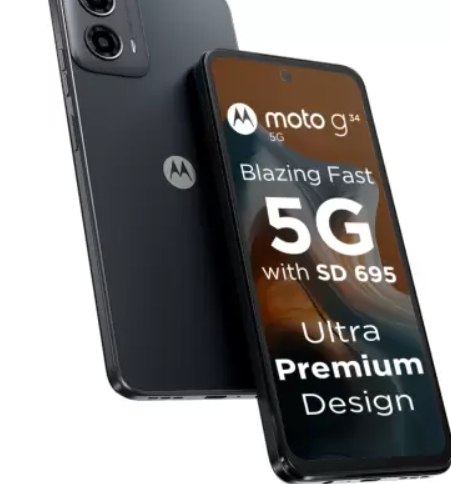 moto g34
5G
Blazing Fast
5G
with SD 695
Ultra
Premium
Design